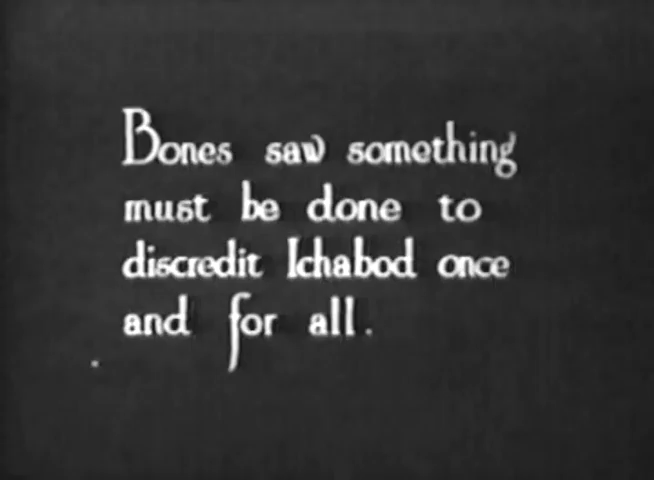 Bones saw something
must be done to
discredit Ichabod once
and for all.